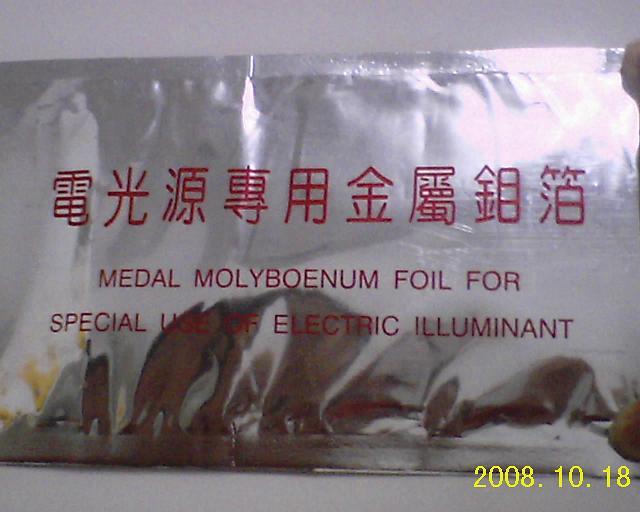 電光源專用金屬鉬箔
MEDAL MOLYBOENUM FOIL FOR
SPECIAL USE OF ELECTRIC ILLUMINANT
2008.10.18